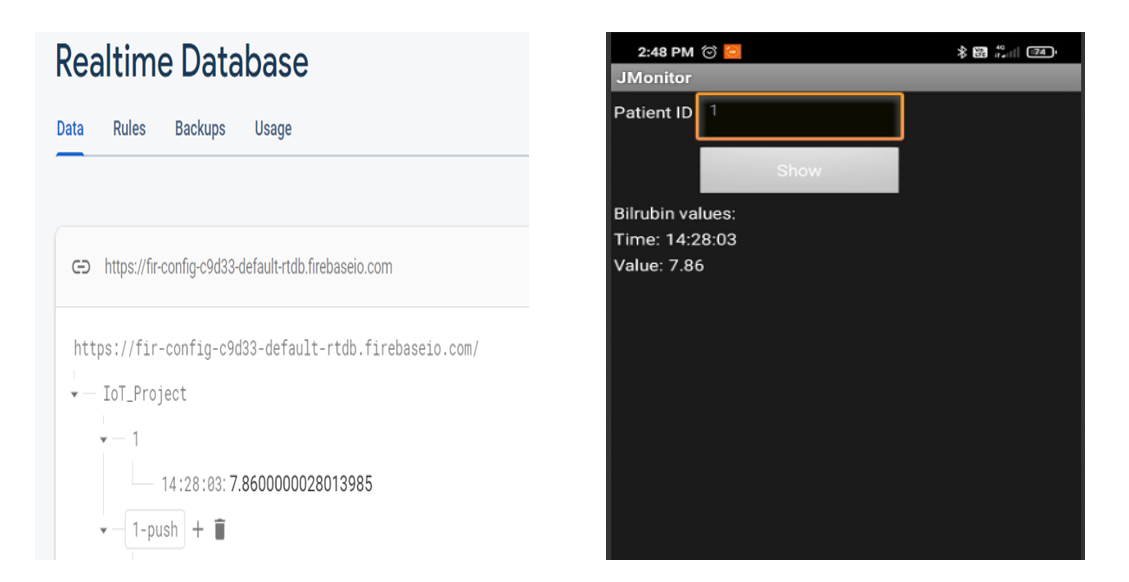 Realtime Database
Data Rules Backups Usage
https://fir-config-c9d33-default-rtdb.firebaseio.com
https://fir-config-c9d33-default-rtdb.firebaseio.com/
IoT_Project
1
14:28:03: 7.8600000028013985
1-push
2:48 PM 4G 74
JMonitor
Patient ID 1
Show
Bilrubin values:
Time: 14:28:03
Value: 7.86